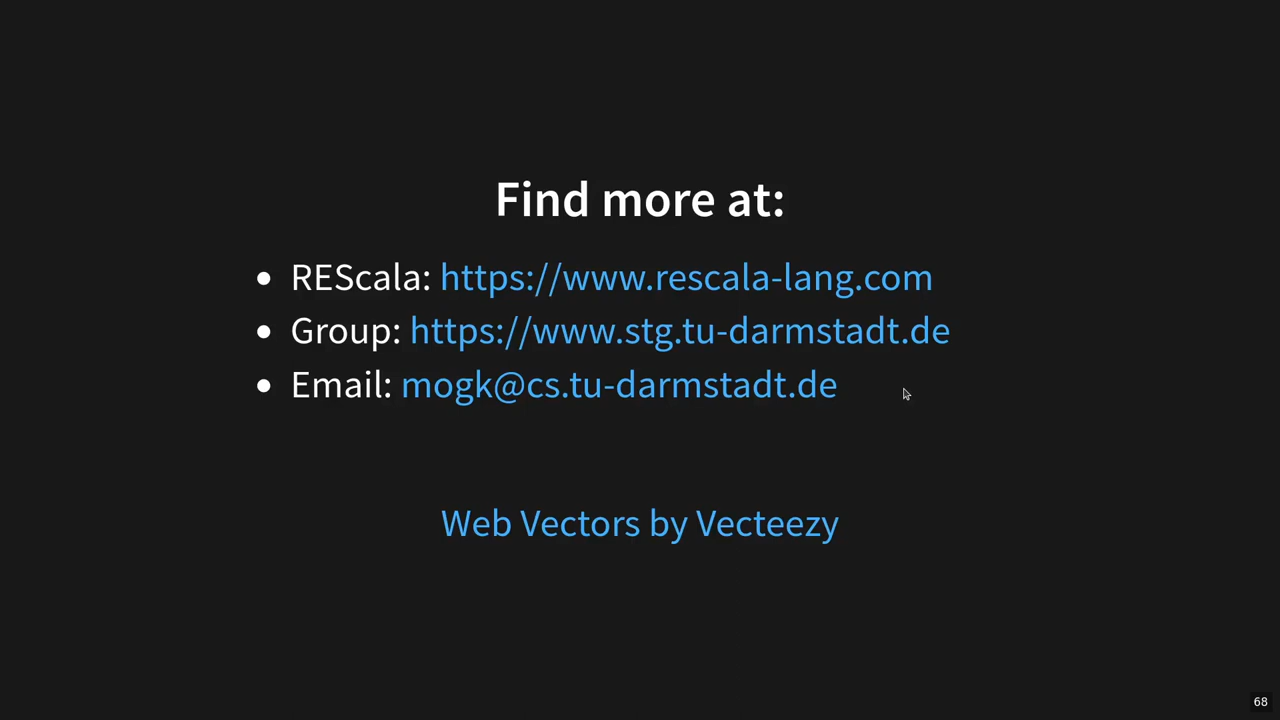 Find more at:
• REScala: https://www.rescala-lang.com
• Group: https://www.stg.tu-darmstadt.de
• Email: mogk@cs.tu-darmstadt.de
Web Vectors by Vecteezy
68